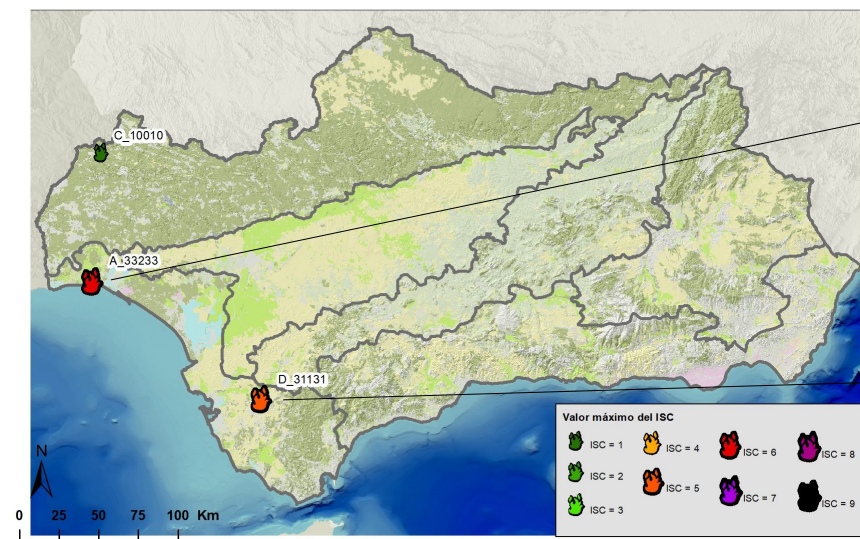 C_10010
A_33233
D_31131
Valor máximo del ISC
ISC = 1
ISC = 4
ISC = 6
ISC = 8
ISC = 2
ISC = 5
ISC = 7
ISC = 9
ISC = 3
N
0 25 50 75 100 Km